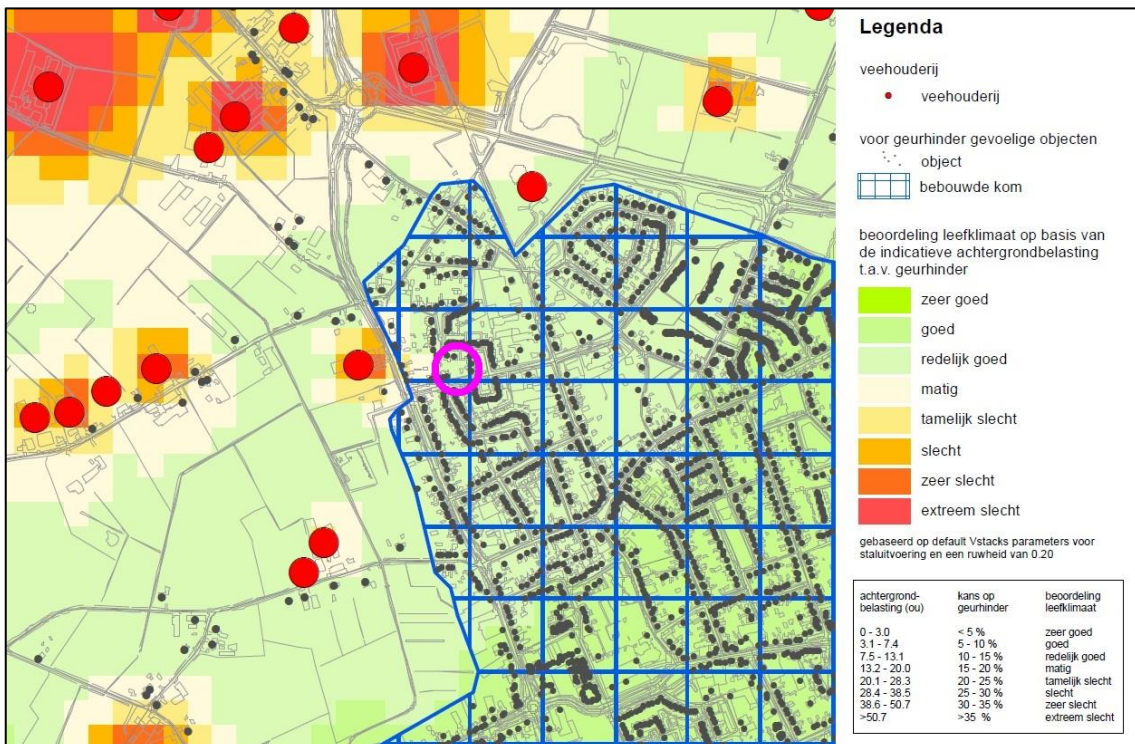 Legenda
veehouderij
veehouderij
voor geurhinder gevoelige objecten
object
bebouwde kom
beoordeling leefklimaat op basis van
de indicatieve achtergrondbelasting
t.a.v. geurhinder
zeer goed
goed
redelijk goed
matig
tamelijk slecht
slecht
zeer slecht
extreem slecht
gebaseerd op default Vstacks parameters voor
staluitvoering en een ruwheid van 0.20
achtergrond- kans op beoordeling
belasting (ou) geurhinder leefklimaat
0 - 3.0 < 5 % zeer goed
3.1 - 7.4 5 - 10 % goed
7.5 - 13.1 10 - 15 % redelijk goed
13.2 - 20.0 15 - 20 % matig
20.1 - 28.3 20 - 25 % tamelijk slecht
28.4 - 38.5 25 - 30 % slecht
38.6 - 50.7 30 - 35 % zeer slecht
>50.7 >35 % extreem slecht